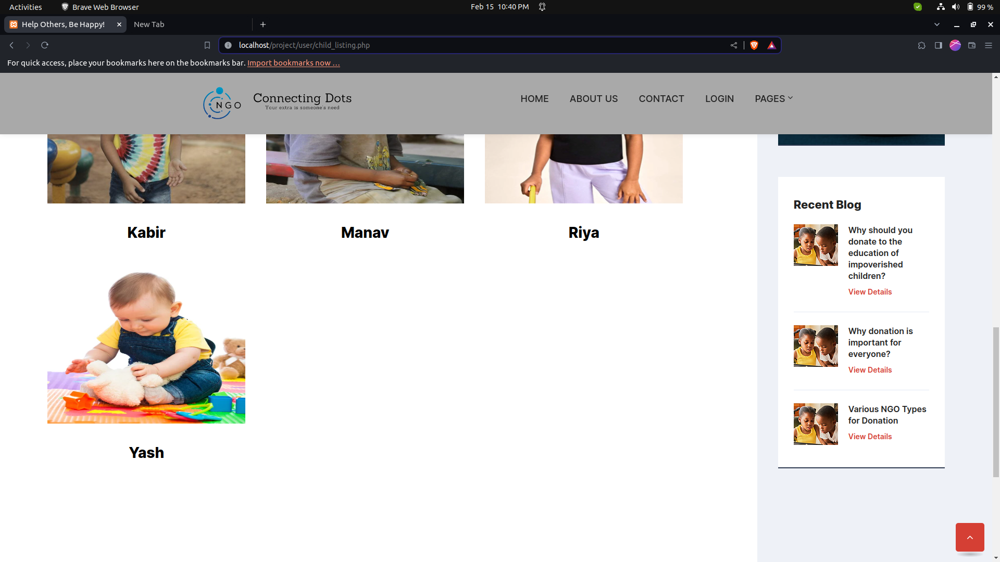 Activities Brave Web Browser Feb 15 10:40 PM 99 %
Help Others, Be Happy! New Tab
localhost/project/user/child_listing.php
For quick access, place your bookmarks here on the bookmarks bar. Import bookmarks now ...
NGO Connecting Dots
Your extra is someone's need
HOME ABOUT US CONTACT LOGIN PAGES
Kabir Manav Riya
Yash
Recent Blog
Why should you
donate to the
education of
impoverished
children?
View Details
Why donation is
important for
everyone?
View Details
Various NGO Types
for Donation
View Details